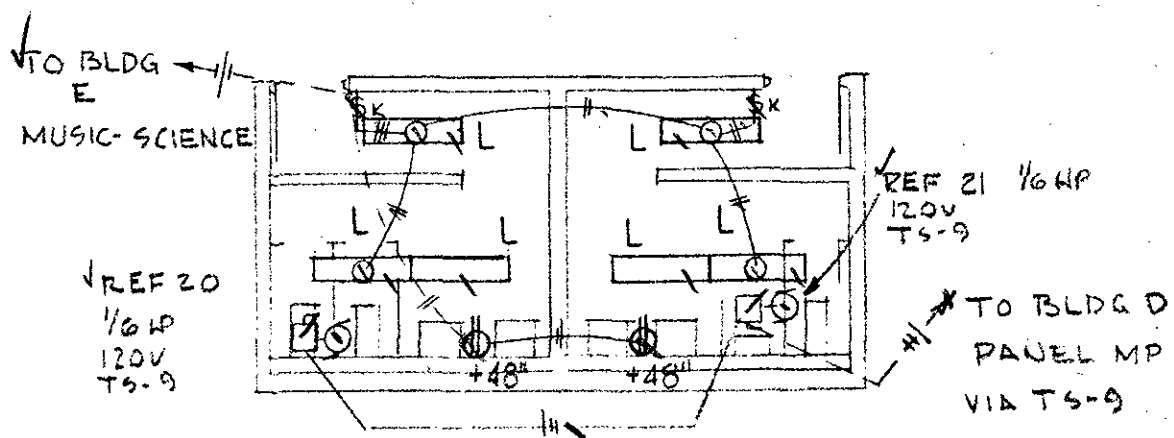 TO BLDG
E
MUSIC-SCIENCE
$K
$K
L
L
REF 21 1/6 HP
120V
TS-9
L
L
L
L
REF 20
1/6 HP
120V
TS-9
+48"
+48"
TO BLDG D
PANEL MP
VIA TS-9